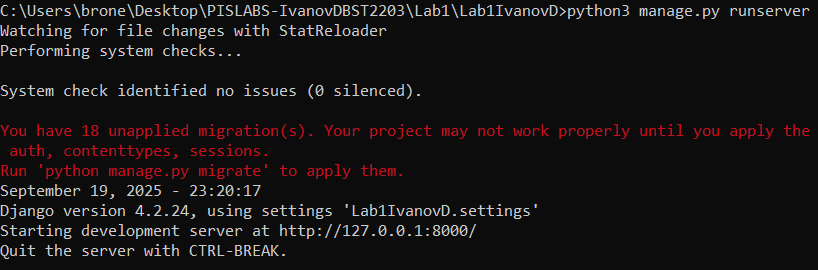 C:\Users\brone\Desktop\PISLABS-IvanovDBST2203\Lab1\Lab1IvanovD>python3 manage.py runserver
Watching for file changes with StatReloader
Performing system checks...

System check identified no issues (0 silenced).

You have 18 unapplied migration(s). Your project may not work properly until you apply the
 auth, contenttypes, sessions.
Run 'python manage.py migrate' to apply them.
September 19, 2025 - 23:20:17
Django version 4.2.24, using settings 'Lab1IvanovD.settings'
Starting development server at http://127.0.0.1:8000/
Quit the server with CTRL-BREAK.